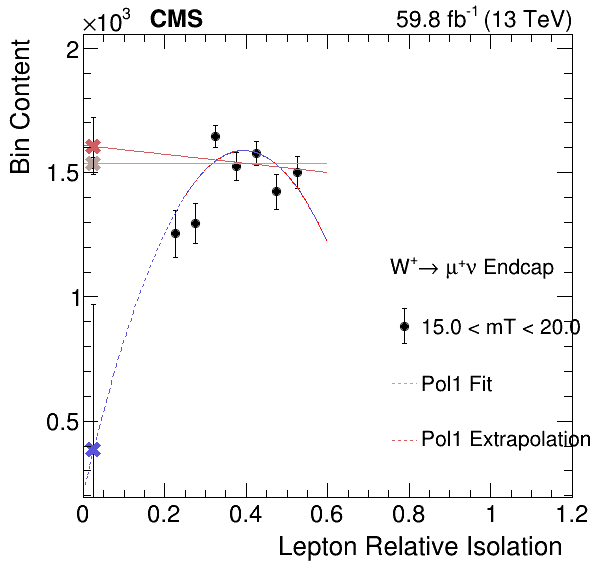 ×10³ CMS 59.8 fb⁻¹ (13 TeV)
Bin Content
2
1.5
1
0.5
W⁺→ μ⁺ν Endcap
15.0 < mT < 20.0
Pol1 Fit
Pol1 Extrapolation
0 0.2 0.4 0.6 0.8 1 1.2
Lepton Relative Isolation